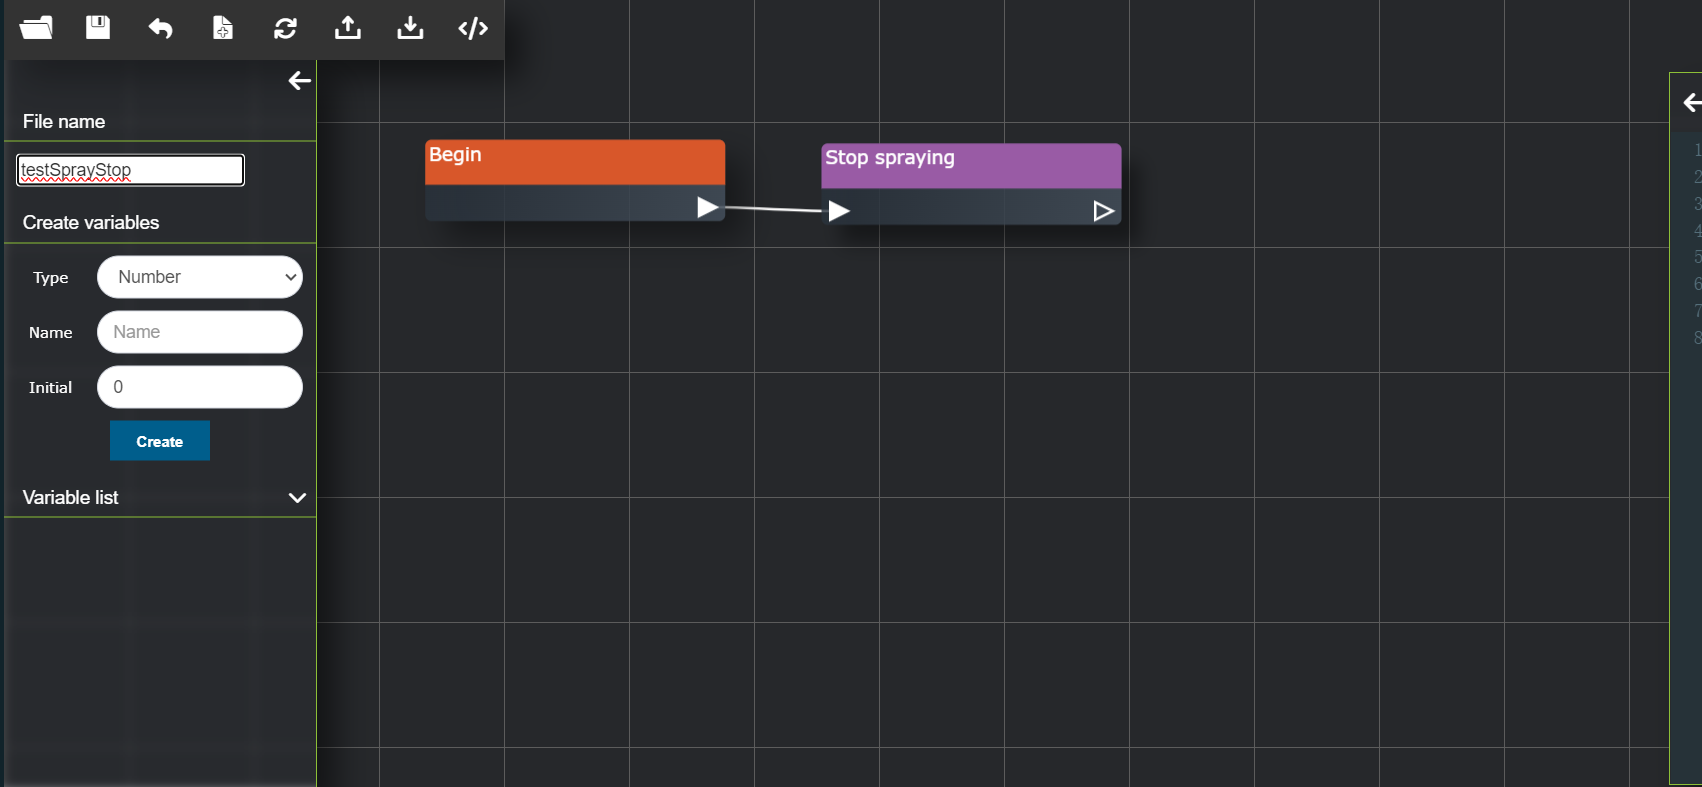 File name
testSprayStop
Create variables
Type
Number
Name
Name
Initial
0
Create
Variable list
Begin
Stop spraying
1
2
3
4
5
6
7
8